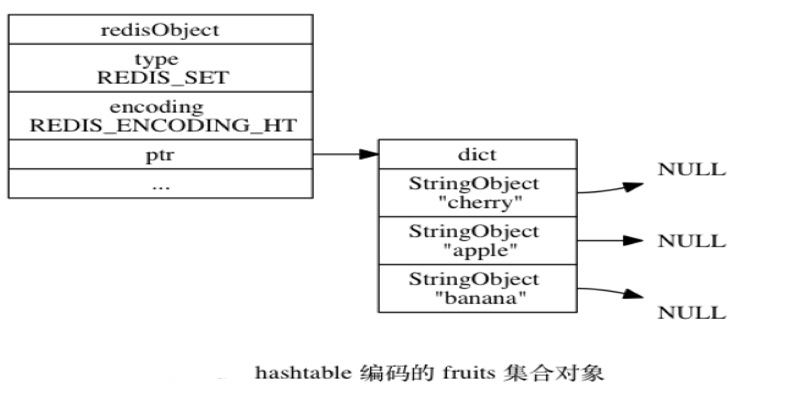 redisObject
type
REDIS_SET
encoding
REDIS_ENCODING_HT
ptr
...
dict
StringObject
"cherry"
NULL
StringObject
"apple"
NULL
StringObject
"banana"
NULL
hashtable 编码的 fruits 集合对象